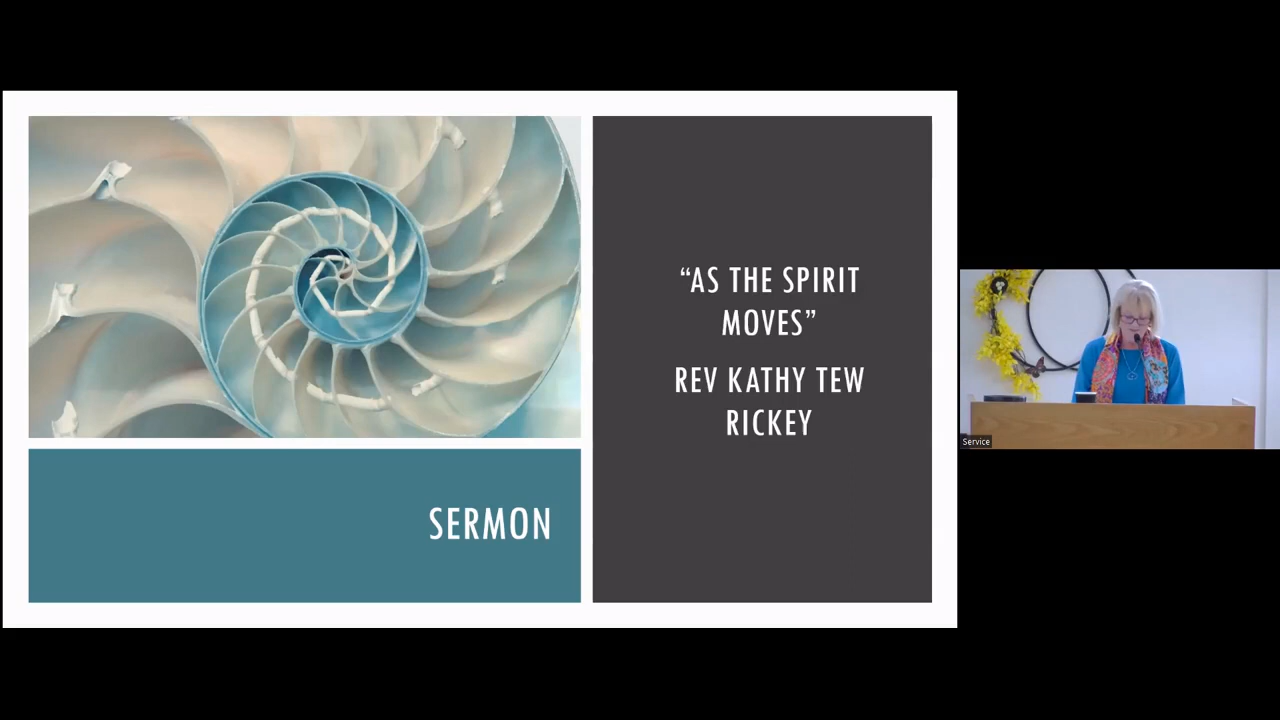 “AS THE SPIRIT
MOVES”
REV KATHY TEW
RICKEY
SERMON
Service